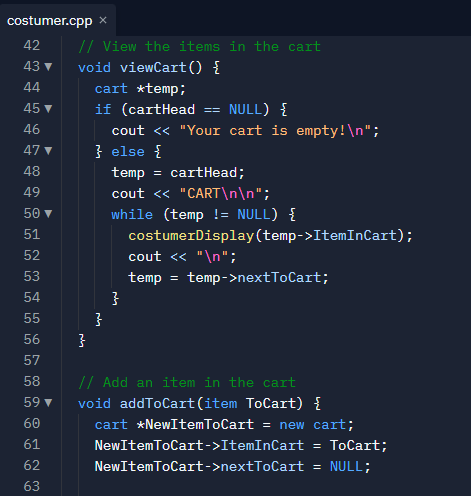 costumer.cpp ×
42 // View the items in the cart
43 void viewCart() {
44 cart *temp;
45 if (cartHead == NULL) {
46 cout << "Your cart is empty!\n";
47 } else {
48 temp = cartHead;
49 cout << "CART\n\n";
50 while (temp != NULL) {
51 costumerDisplay(temp->ItemInCart);
52 cout << "\n";
53 temp = temp->nextToCart;
54 }
55 }
56 }
57
58 // Add an item in the cart
59 void addToCart(item ToCart) {
60 cart *NewItemToCart = new cart;
61 NewItemToCart->ItemInCart = ToCart;
62 NewItemToCart->nextToCart = NULL;
63